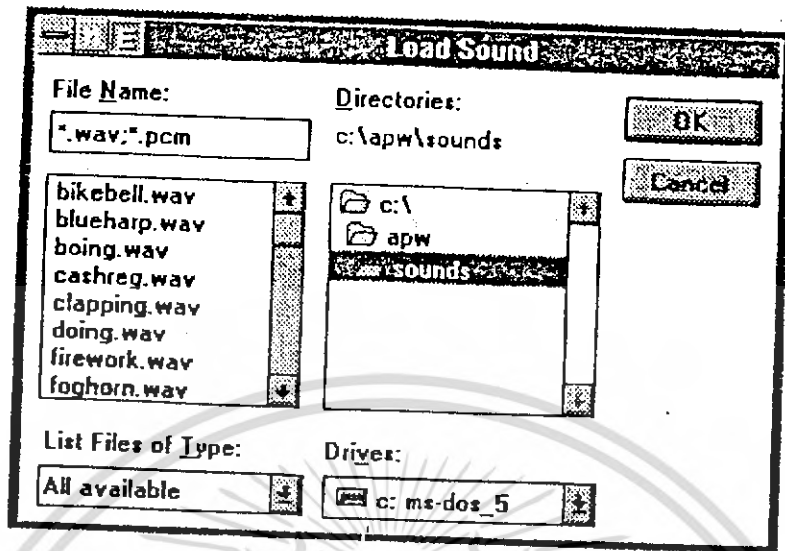 Load Sound
File Name:
*.wav;*.pcm
bikebell.wav
blueharp.wav
boing.wav
cashreg.wav
clapping.wav
doing.wav
firework.wav
foghorn.wav
List Files of Type:
All available
Directories:
c:\apw\sounds
c:\
apw
sounds
Drives:
c: ms-dos_5
OK
Cancel